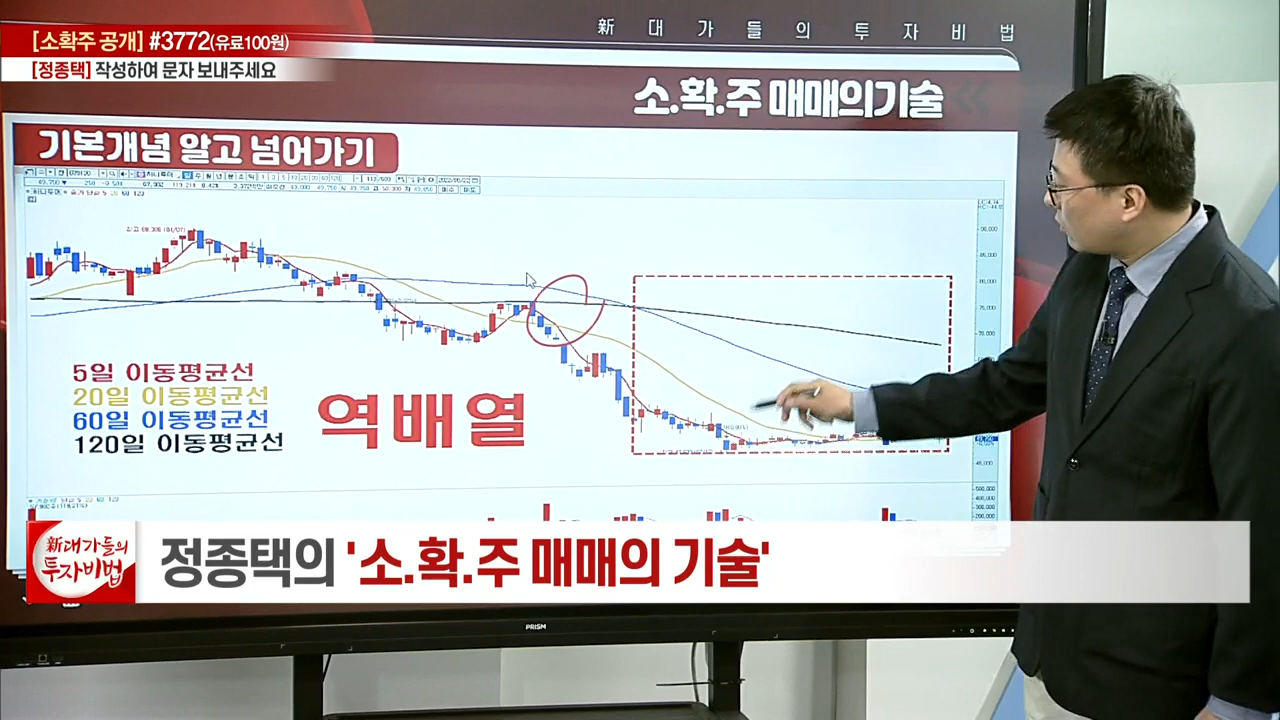 [소확주 공개] #3772(유료100원)
[정종택] 작성하여 문자 보내주세요
新 대 가 들 의 투 자 비 법
소.확.주 매매의기술
기본개념 알고 넘어가기
5일 이동평균선
20일 이동평균선
60일 이동평균선
120일 이동평균선
역배열
新대가들의
투자비법
정종택의 '소.확.주 매매의 기술'
PRISM